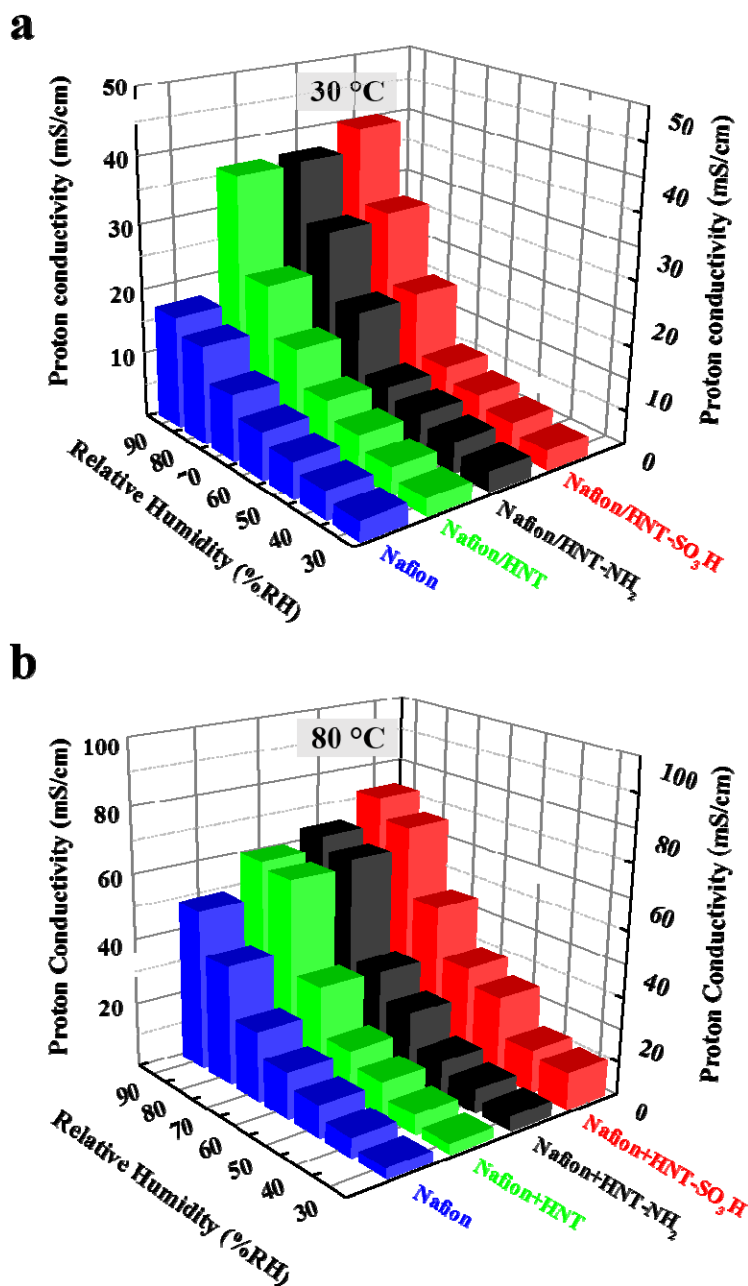 a
30 °C
Proton conductivity (mS/cm)
50
40
30
20
10
Proton conductivity (mS/cm)
50
40
30
20
10
0
90
80
70
60
50
40
30
Relative Humidity (%RH)
Nafion
Nafion/HNT
Nafion/HNT-NH₂
Nafion/HNT-SO₃H
b
80 °C
Proton Conductivity (mS/cm)
100
80
60
40
20
Proton Conductivity (mS/cm)
100
80
60
40
20
0
90
80
70
60
50
40
30
Relative Humidity (%RH)
Nafion
Nafion+HNT
Nafion+HNT-NH₂
Nafion+HNT-SO₃H